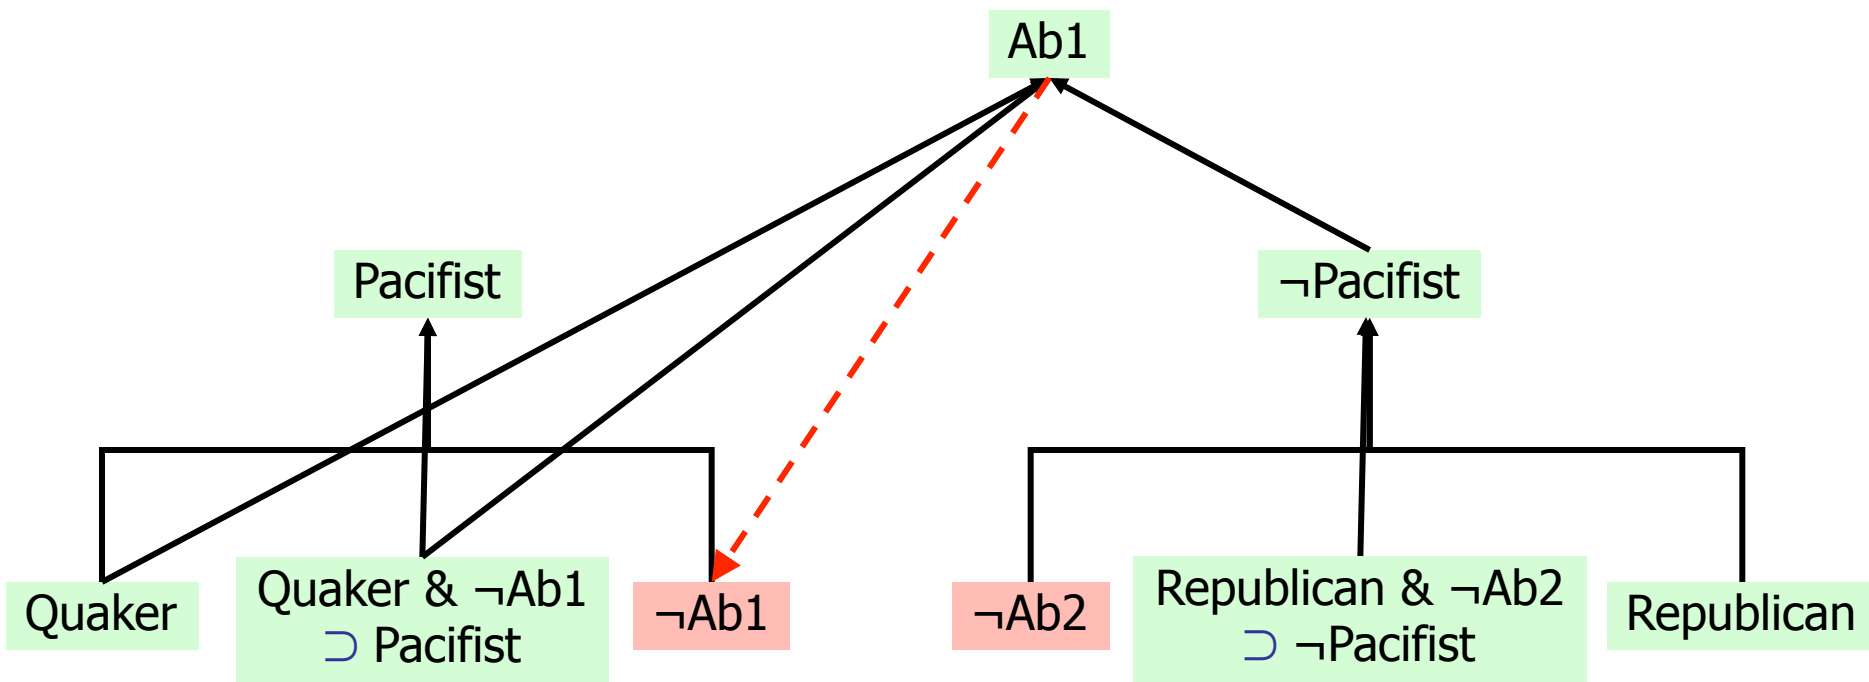 Ab1
Pacifist
¬Pacifist
Quaker
Quaker & ¬Ab1
⊃ Pacifist
¬Ab1
¬Ab2
Republican & ¬Ab2
⊃ ¬Pacifist
Republican